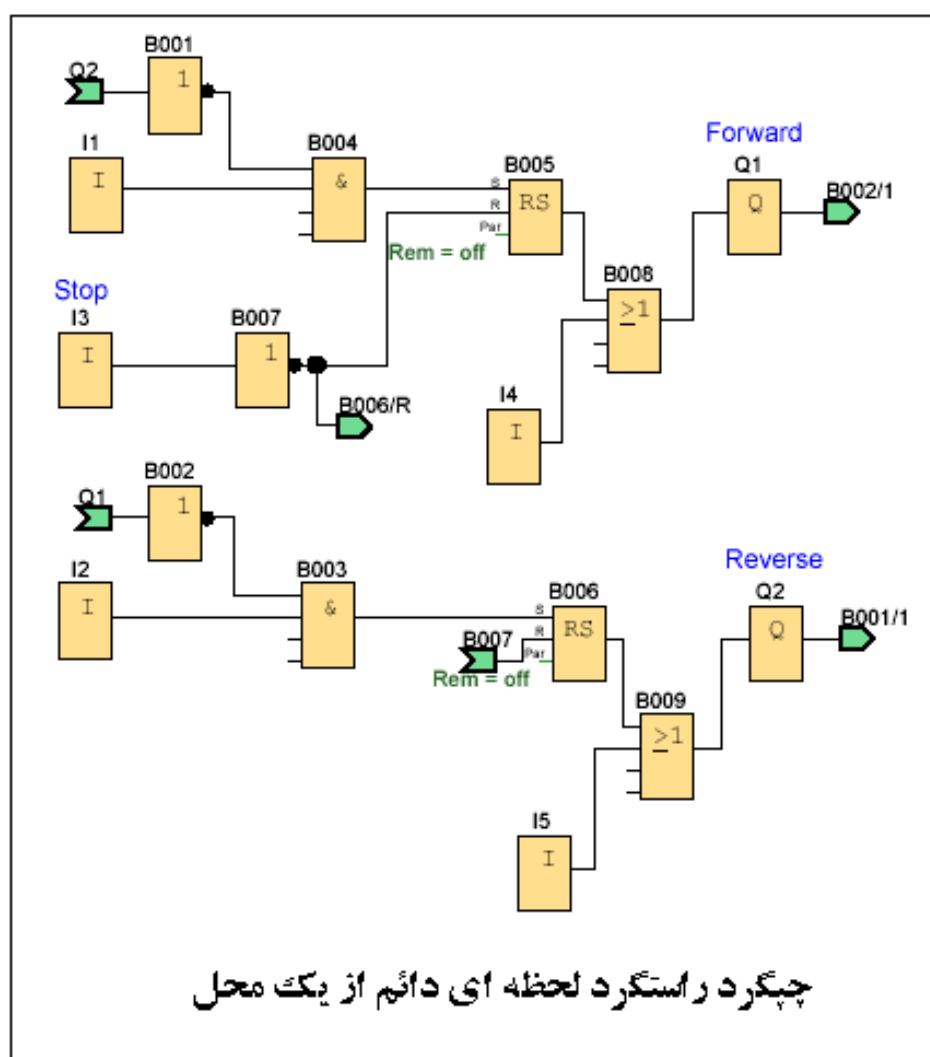 B001
Q2
1
I1
I
B004
&
Forward
B005
S
R
Par
RS
Rem = off
Q1
Q
B002/1
Stop
I3
I
B007
1
B008
>1
B006/R
I4
I
B002
Q1
1
I2
I
B003
&
Reverse
B006
S
R
Par
RS
B007
Rem = off
Q2
Q
B001/1
B009
>1
I5
I
چپگرد راستگرد لحظه ای دائم از یک محل